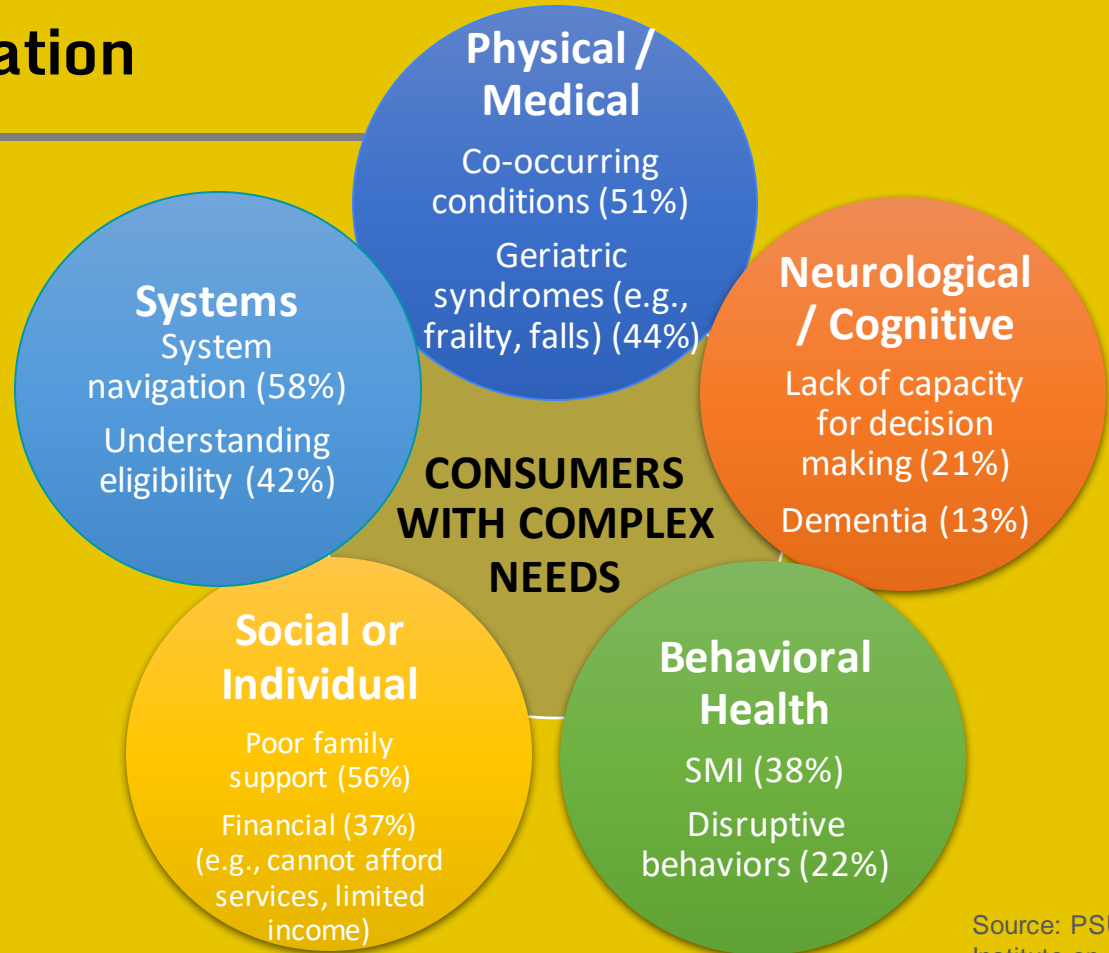 ation
Physical /
Medical
Co-occurring
conditions (51%)
Geriatric
syndromes (e.g.,
frailty, falls) (44%)
Neurological
/ Cognitive
Lack of capacity
for decision
making (21%)
Dementia (13%)
Behavioral
Health
SMI (38%)
Disruptive
behaviors (22%)
Social or
Individual
Poor family
support (56%)
Financial (37%)
(e.g., cannot afford
services, limited
income)
Systems
System
navigation (58%)
Understanding
eligibility (42%)
CONSUMERS
WITH COMPLEX
NEEDS
Source: PSU